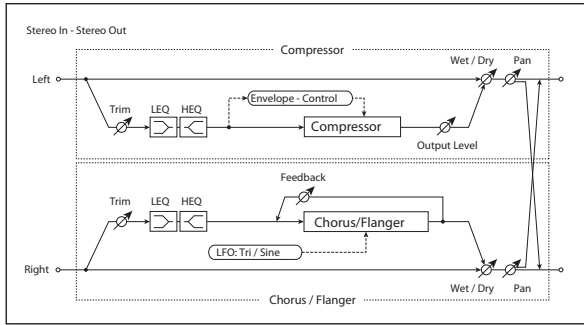 Stereo In - Stereo Out
Compressor
Wet / Dry Pan
Left
Trim LEQ HEQ
Envelope - Control
Compressor
Output Level
Feedback
Trim LEQ HEQ
Chorus/Flanger
LFO: Tri / Sine
Right
Wet / Dry Pan
Chorus / Flanger